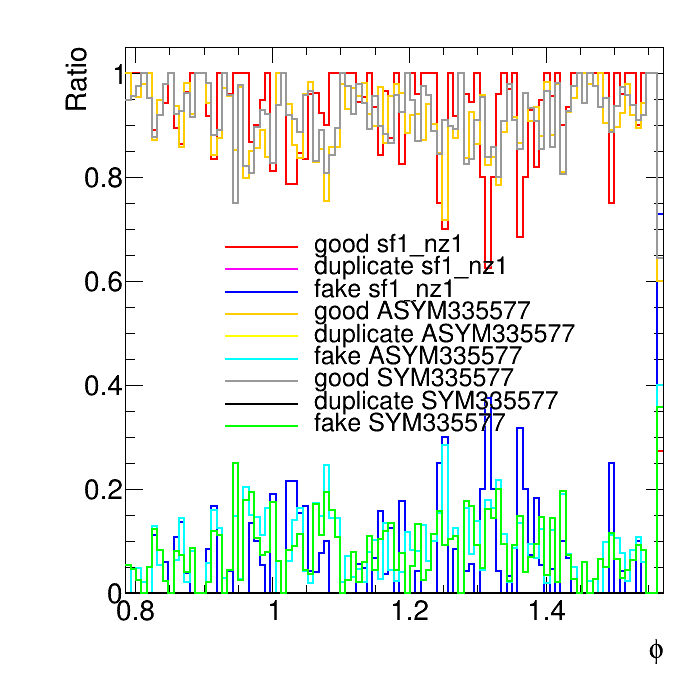 Ratio
1
0.8
0.6
0.4
0.2
0
good sf1_nz1
duplicate sf1_nz1
fake sf1_nz1
good ASYM335577
duplicate ASYM335577
fake ASYM335577
good SYM335577
duplicate SYM335577
fake SYM335577
0.8 1 1.2 1.4
ϕ